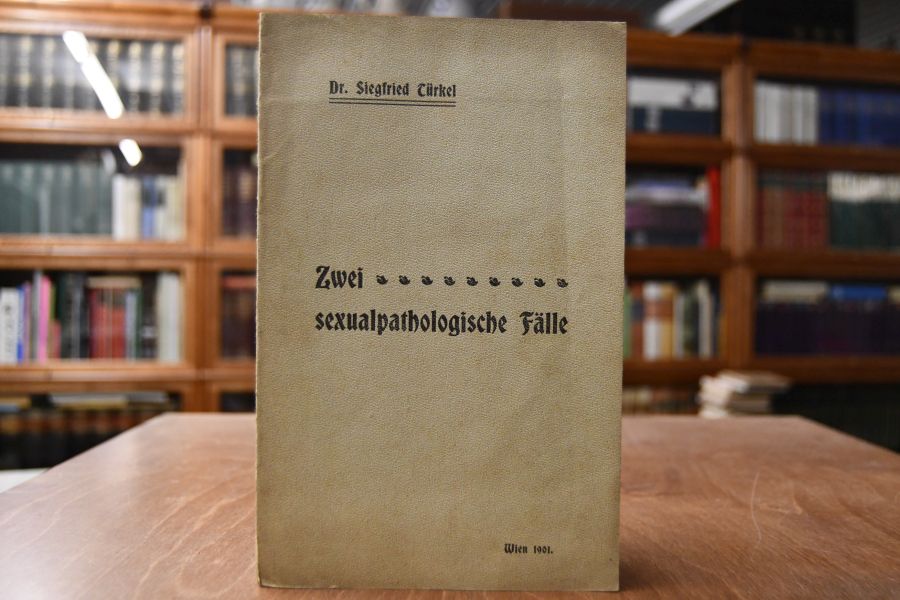 Dr. Siegfried Türkel
Zwei
sexualpathologische Fälle
Wien 1901.